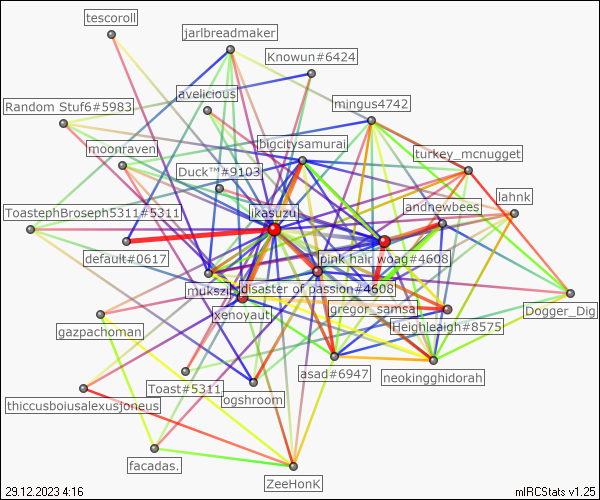 tescoroll
jarlbreadmaker
Knowun#6424
avelicious
Random Stuf6#5983
mingus4742
moonraven
bigcitysamurai
turkey_mcnugget
Duck™#9103
lahnk
ToastephBroseph5311#5311
ikasuzu
andnewbees
default#0617
pink hair woag#4608
mukszi
disaster of passion#4608
xenoyaut
gregor_samsa
Dogger_Dig
gazpachoman
Heighleaigh#8575
asad#6947
neokingghidorah
Toast#5311
ogshroom
thiccusboiusalexusjoneus
facadas.
ZeeHonK
29.12.2023 4:16
mIRCStats v1.25